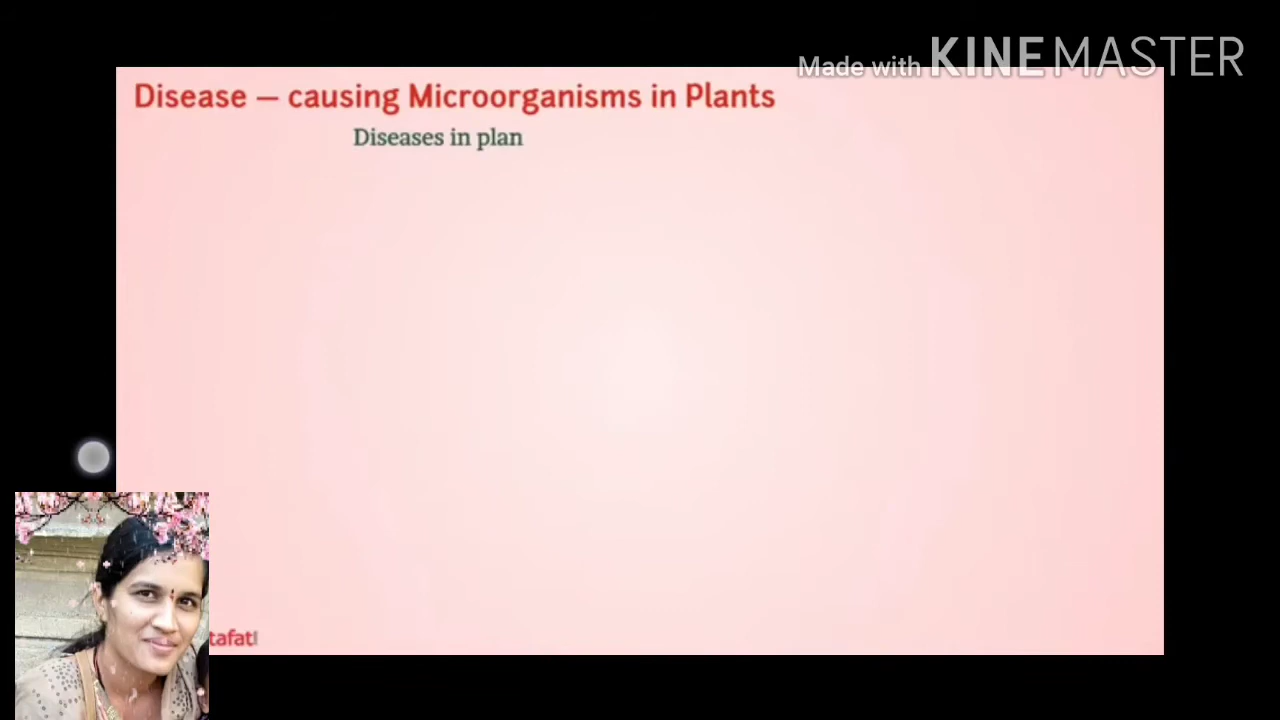 Made with KINEMASTER
Disease – causing Microorganisms in Plants
Diseases in plan
tafat